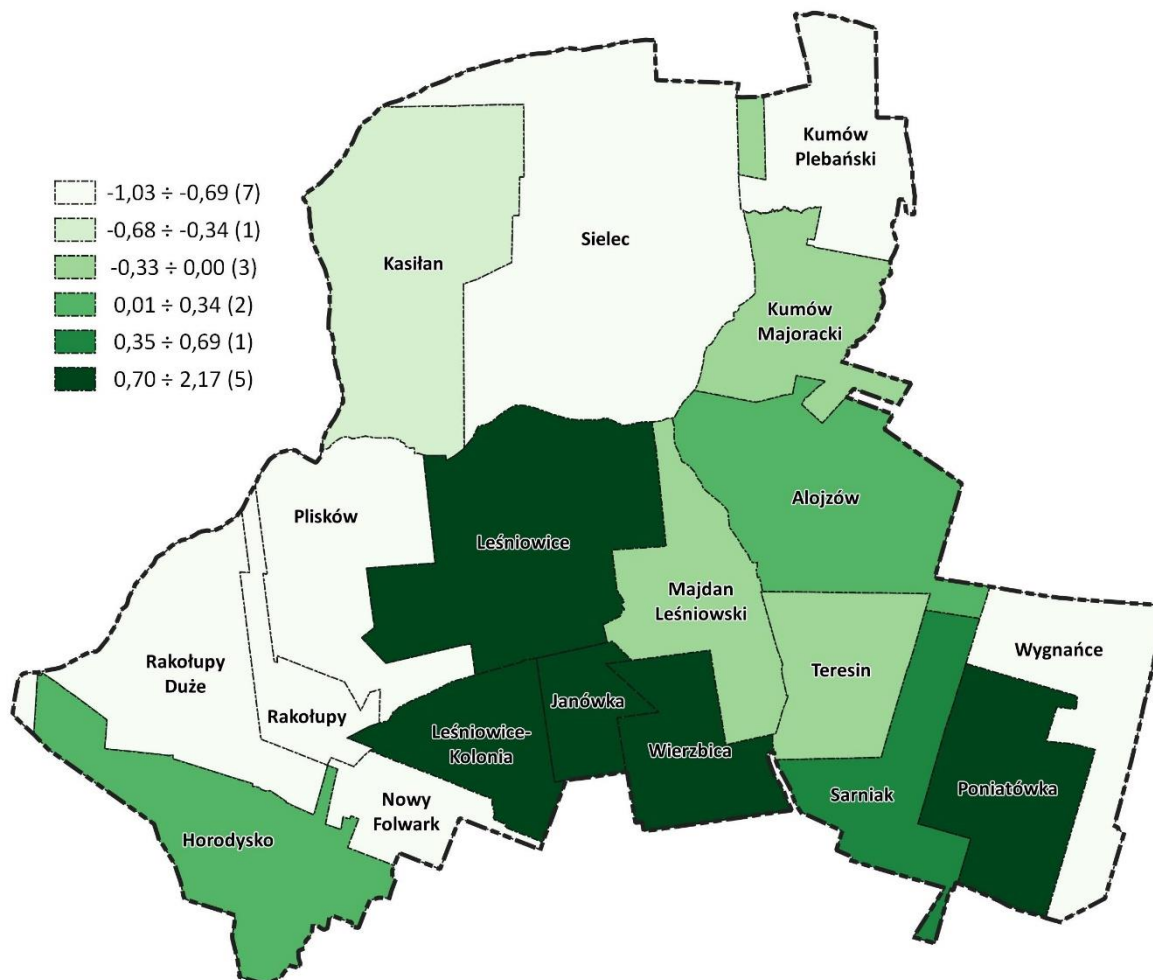 -1,03 ÷ -0,69 (7)
-0,68 ÷ -0,34 (1)
-0,33 ÷ 0,00 (3)
0,01 ÷ 0,34 (2)
0,35 ÷ 0,69 (1)
0,70 ÷ 2,17 (5)
Kumów
Plebański
Sielec
Kasiłan
Kumów
Majoracki
Alojzów
Plisków
Leśniowice
Majdan
Leśniowski
Wygnańce
Rakołupy
Duże
Teresin
Rakołupy
Janówka
Leśniowice-
Kolonia
Wierzbica
Sarniak
Poniatówka
Nowy
Folwark
Horodysko